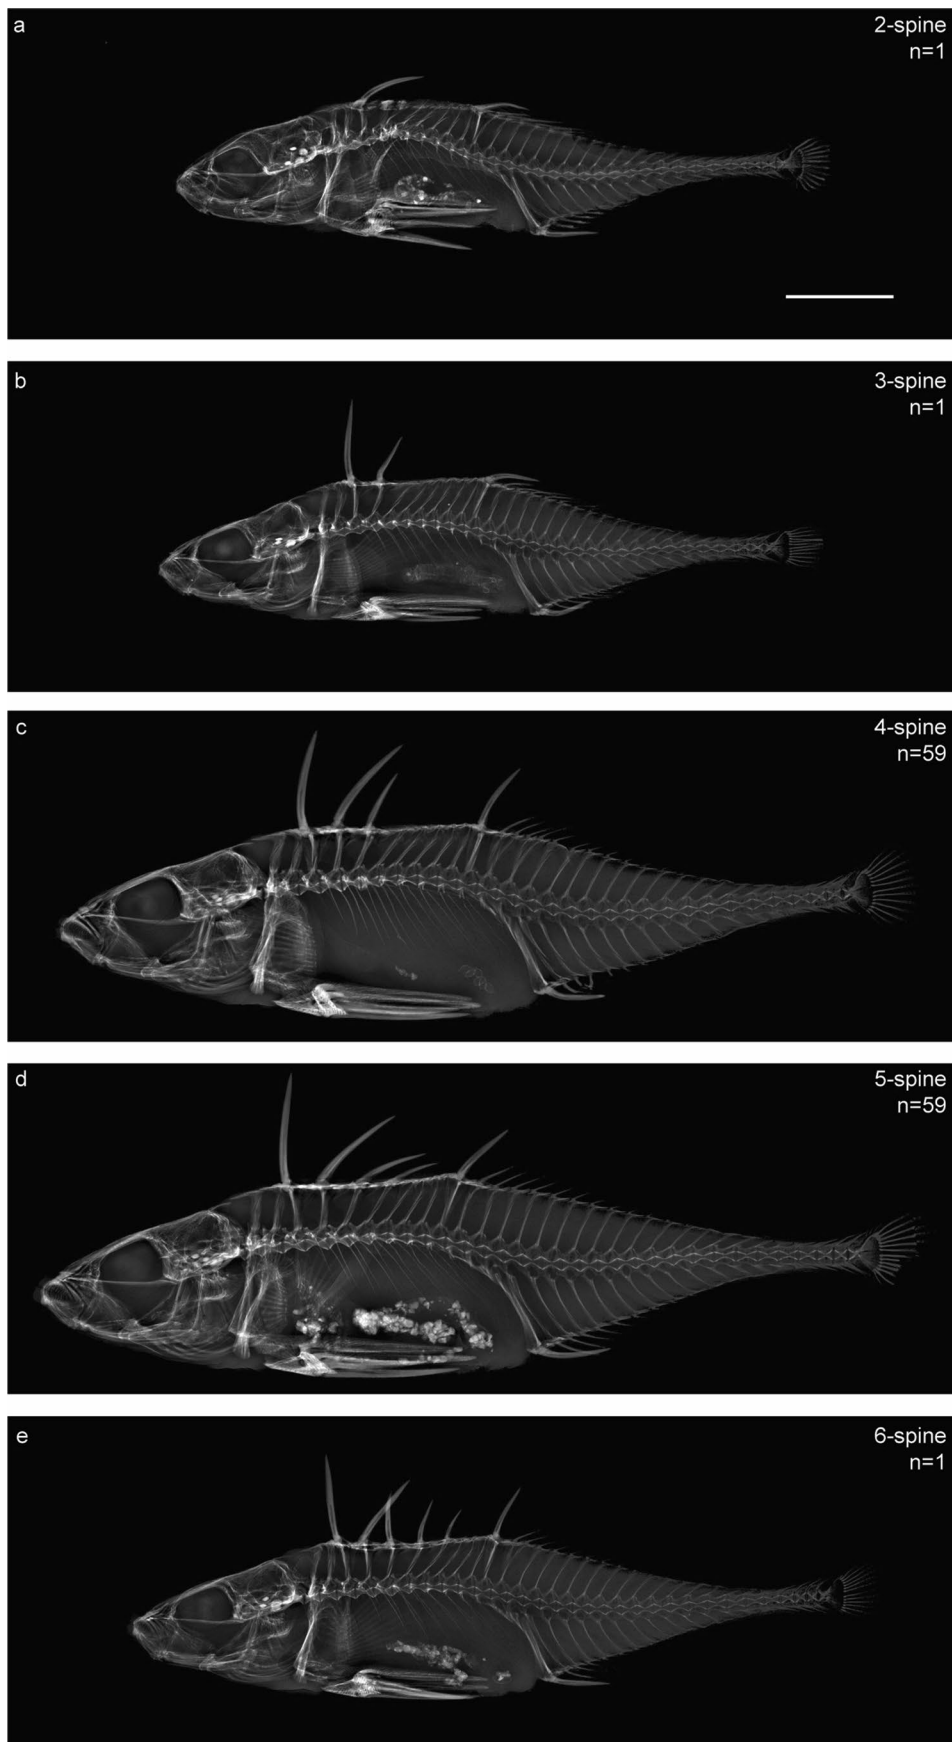 a
2-spine
n=1
b
3-spine
n=1
c
4-spine
n=59
d
5-spine
n=59
e
6-spine
n=1